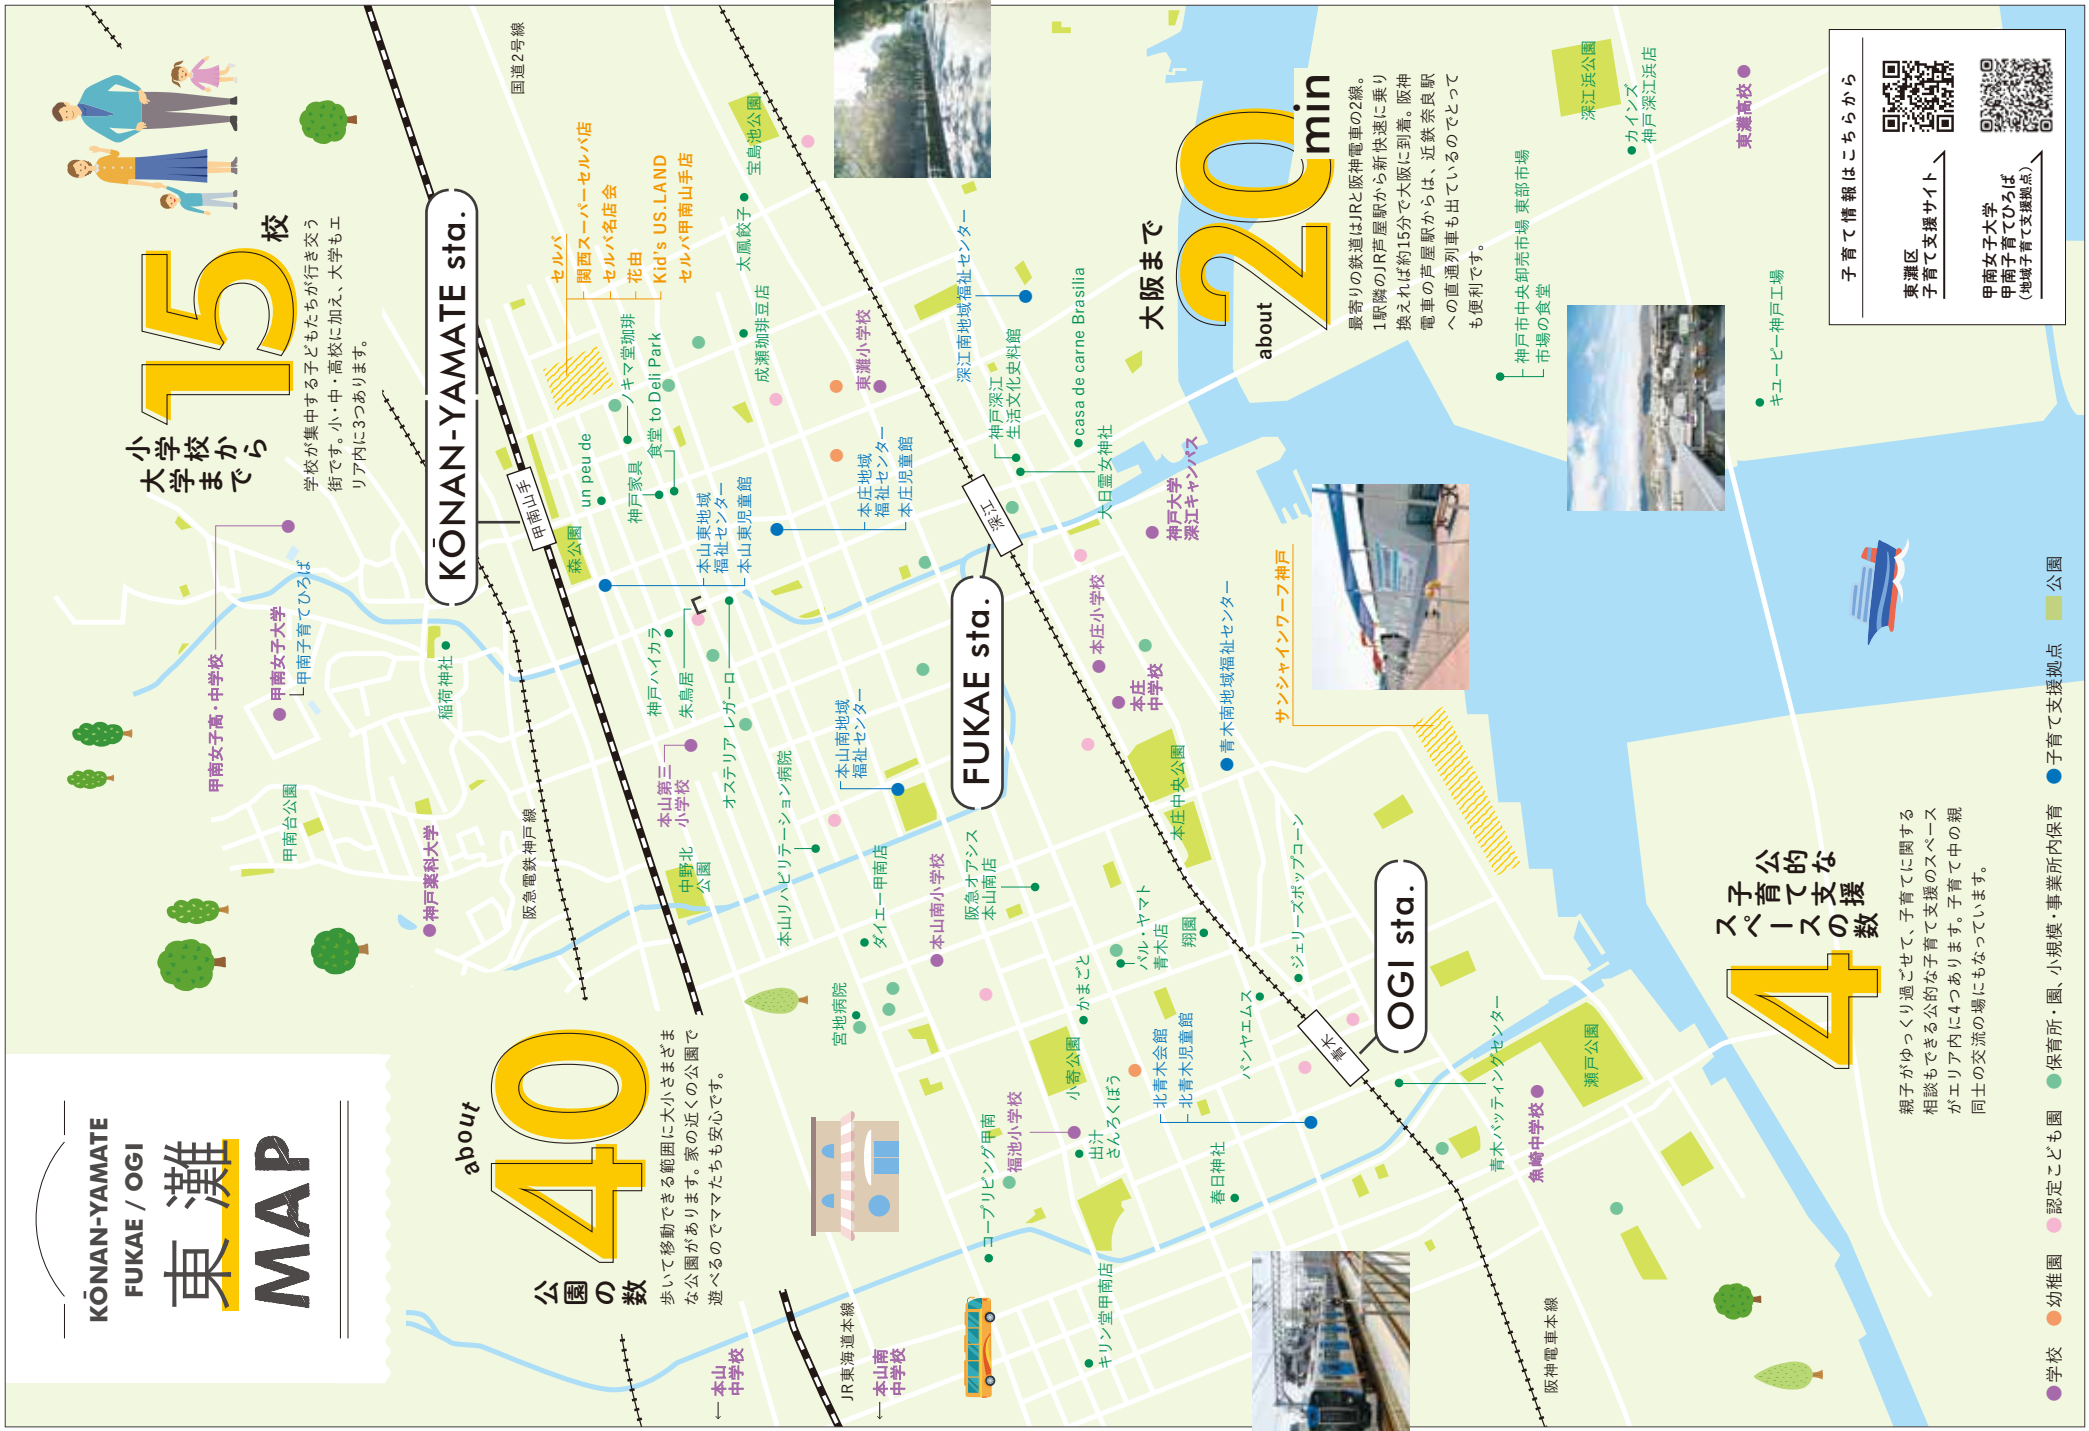 KŌNAN-YAMATE
FUKAE / OGI
東灘
MAP
小学校から
大学まで
15校
学校が集中する子どもたちが行き交う
街です。小・中・高校に加え、大学もエ
リア内に3つあります。
公園の数
about
40
歩いて移動できる範囲に大小さまざま
な公園があります。家の近くの公園で
遊べるのでママたちも安心です。
大阪まで
about
20min
最寄りの鉄道はJRと阪神電車の2線。
1駅隣のJR芦屋駅から新快速に乗り
換えれば約15分で大阪に到着。阪神
電車の芦屋駅からは、近鉄奈良駅
への直通列車も出ているのでとって
も便利です。
公的な
子育て支援
スペースの数
4
親子がゆっくり過ごせて、子育てに関する
相談もできる公的な子育て支援のスペース
がエリア内に4つあります。子育て中の親
同士の交流の場にもなっています。
子育て情報はこちらから
東灘区
子育て支援サイト
甲南女子大学
甲南子育てひろば
(地域子育て支援拠点)
KŌNAN-YAMATE sta.
甲南山手
FUKAE sta.
深江
OGI sta.
青木
国道2号線
阪急電鉄神戸線
JR東海道本線
阪神電車本線
甲南女子高・中学校
甲南女子大学
甲南子育てひろば
甲南台公園
神戸薬科大学
稲荷神社
セルバ
関西スーパーセルバ店
セルバ名店会
花由
Kid's US.LAND
セルバ甲南山手店
宝島池公園
太鳳餃子
成瀬珈琲豆店
ノキマ堂珈琲
食堂 to Deli Park
un peu de
神戸家具
森公園
本山東地域
福祉センター
本山東児童館
東灘小学校
本庄地域
福祉センター
本庄児童館
深江南地域福祉センター
神戸深江
生活文化史料館
casa de carne Brasilia
大日霊女神社
神戸大学
深江キャンパス
神戸ハイカラ
朱鳥居
オステリア レガーロ
本山第三
小学校
中野北
公園
本山リハビリテーション病院
本山南地域
福祉センター
ダイエー甲南店
本山南小学校
阪急オアシス
本山南店
宮地病院
本庄小学校
本庄
中学校
本庄中央公園
青木南地域福祉センター
サンシャインワーフ神戸
ジェリーズポップコーン
パル・ヤマト
青木店
翔園
かまごと
小寄公園
パンヤエムス
北青木会館
北青木児童館
出汁
さんろくぼう
福池小学校
コープリビング甲南
春日神社
キリン堂甲南店
青木バッティングセンター
魚崎中学校
瀬戸公園
←本山
中学校
←本山南
中学校
深江浜公園
カインズ
神戸深江浜店
東灘高校
神戸市中央卸売市場 東部市場
市場の食堂
キユーピー神戸工場
学校
幼稚園
認定こども園
保育所・園、小規模・事業所内保育
子育て支援拠点
公園